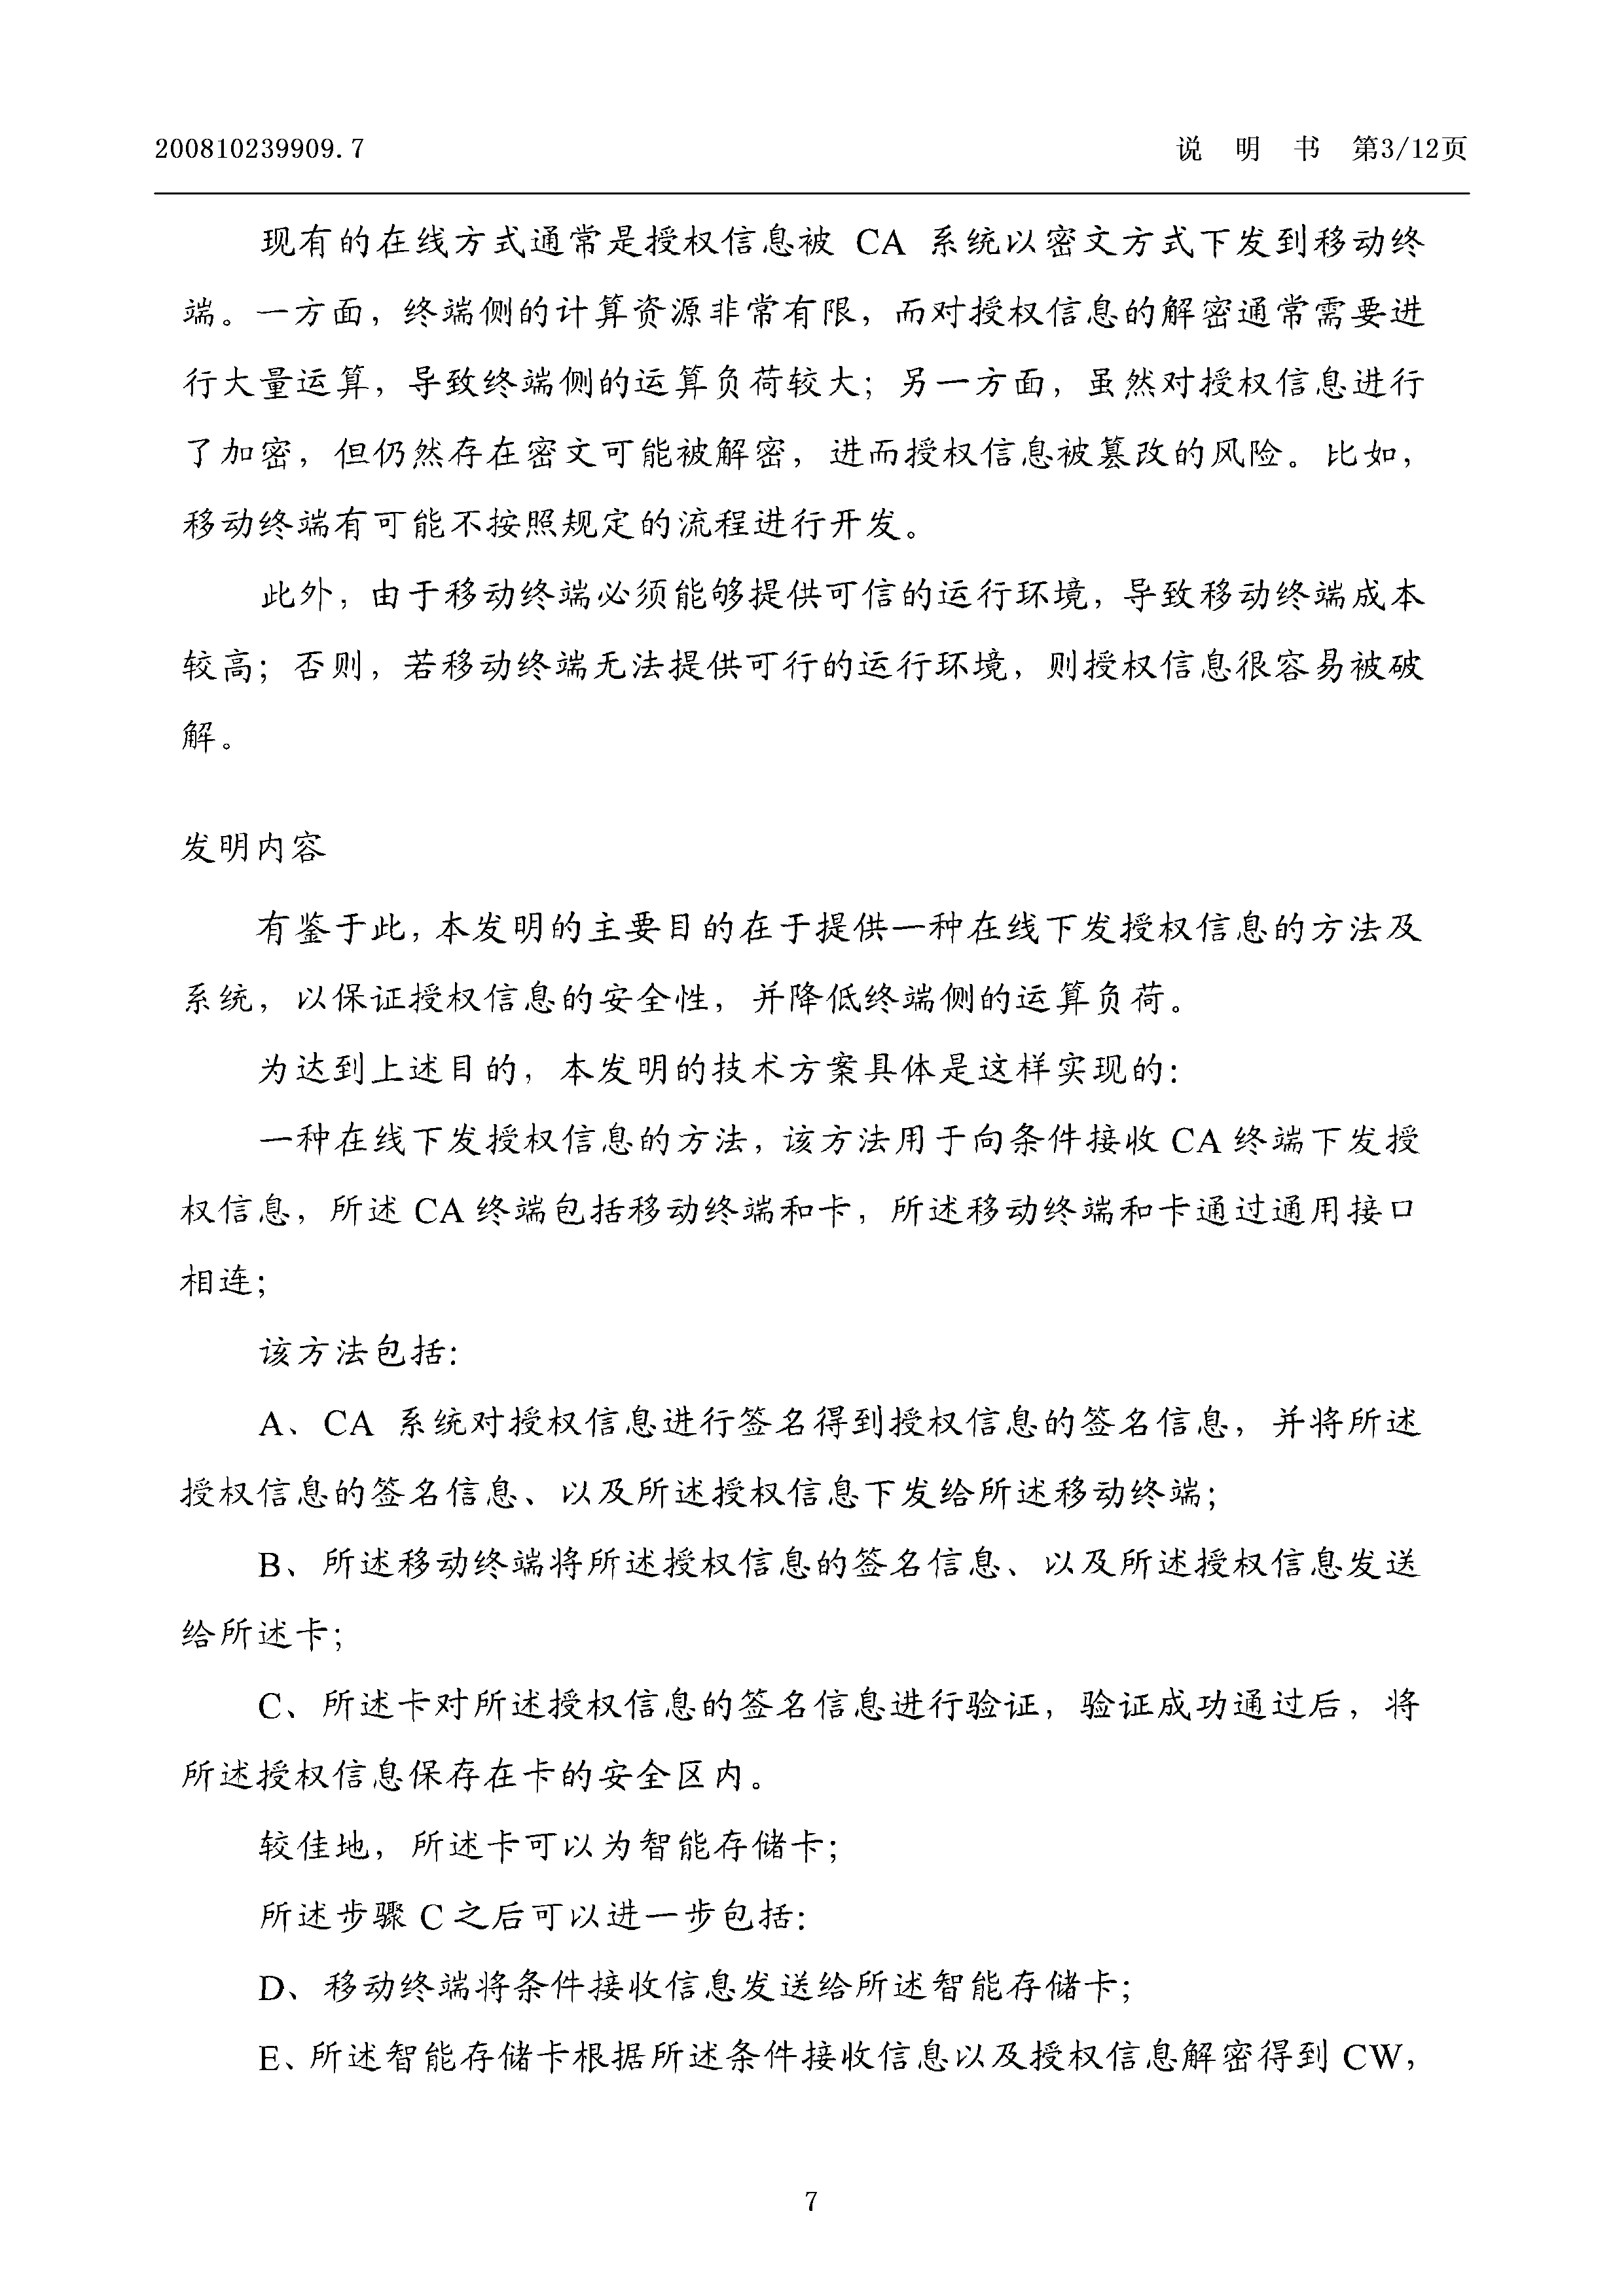 200810239909.7 说 明 书 第3/12页
现有的在线方式通常是授权信息被 CA 系统以密文方式下发到移动终
端。一方面，终端侧的计算资源非常有限，而对授权信息的解密通常需要进
行大量运算，导致终端侧的运算负荷较大；另一方面，虽然对授权信息进行
了加密，但仍然存在密文可能被解密，进而授权信息被篡改的风险。比如，
移动终端有可能不按照规定的流程进行开发。
此外，由于移动终端必须能够提供可信的运行环境，导致移动终端成本
较高；否则，若移动终端无法提供可行的运行环境，则授权信息很容易被破
解。
发明内容
有鉴于此，本发明的主要目的在于提供一种在线下发授权信息的方法及
系统，以保证授权信息的安全性，并降低终端侧的运算负荷。
为达到上述目的，本发明的技术方案具体是这样实现的：
一种在线下发授权信息的方法，该方法用于向条件接收 CA 终端下发授
权信息，所述 CA 终端包括移动终端和卡，所述移动终端和卡通过通用接口
相连；
该方法包括：
A、CA 系统对授权信息进行签名得到授权信息的签名信息，并将所述
授权信息的签名信息、以及所述授权信息下发给所述移动终端；
B、所述移动终端将所述授权信息的签名信息、以及所述授权信息发送
给所述卡；
C、所述卡对所述授权信息的签名信息进行验证，验证成功通过后，将
所述授权信息保存在卡的安全区内。
较佳地，所述卡可以为智能存储卡；
所述步骤 C 之后可以进一步包括：
D、移动终端将条件接收信息发送给所述智能存储卡；
E、所述智能存储卡根据所述条件接收信息以及授权信息解密得到 CW，
7